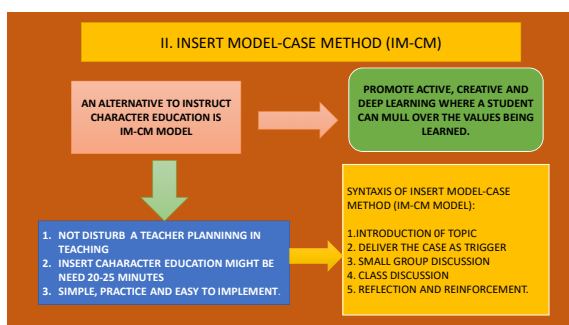 II. INSERT MODEL-CASE METHOD (IM-CM)
AN ALTERNATIVE TO INSTRUCT
CHARACTER EDUCATION IS
IM-CM MODEL
PROMOTE ACTIVE, CREATIVE AND
DEEP LEARNING WHERE A STUDENT
CAN MULL OVER THE VALUES BEING
LEARNED.
1. NOT DISTURB A TEACHER PLANNINNG IN
TEACHING
2. INSERT CAHARACTER EDUCATION MIGHT BE
NEED 20-25 MINUTES
3. SIMPLE, PRACTICE AND EASY TO IMPLEMENT.
SYNTAXIS OF INSERT MODEL-CASE
METHOD (IM-CM MODEL):
1.INTRODUCTION OF TOPIC
2. DELIVER THE CASE AS TRIGGER
3. SMALL GROUP DISCUSSION
4. CLASS DISCUSSION
5. REFLECTION AND REINFORCEMENT.